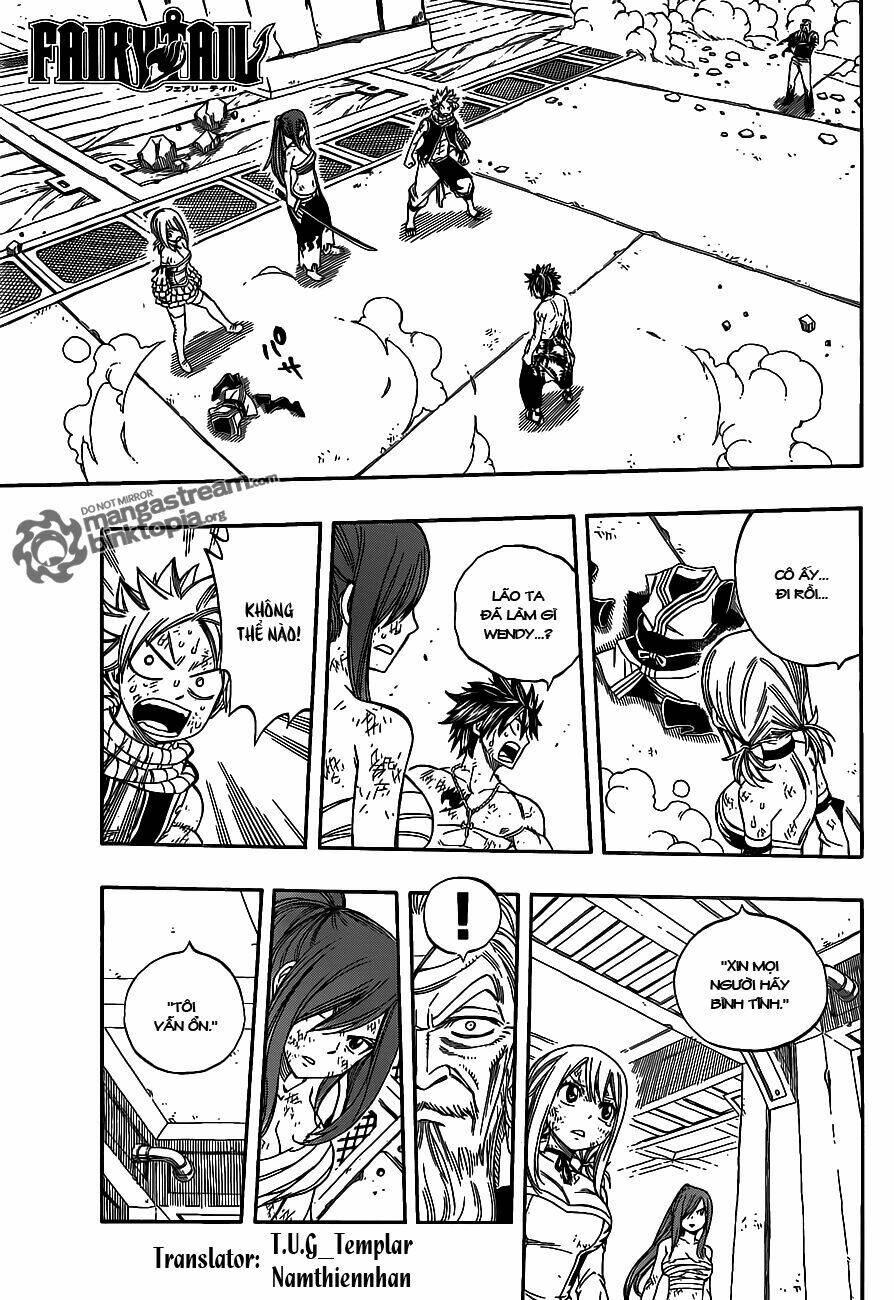 FAIRY TAIL
フェアリーテイル
DO NOT MIRROR
mangastream.com
binktopia.org
CÔ ẤY...
ĐI RỒI...
LÃO TA
ĐÃ LÀM GÌ
WENDY...?
KHÔNG
THỂ NÀO!
"XIN MỌI
NGƯỜI HÃY
BÌNH TĨNH."
!
"TÔI
VẪN ỔN."
Translator: T.U.G_Templar
Namthiennhan